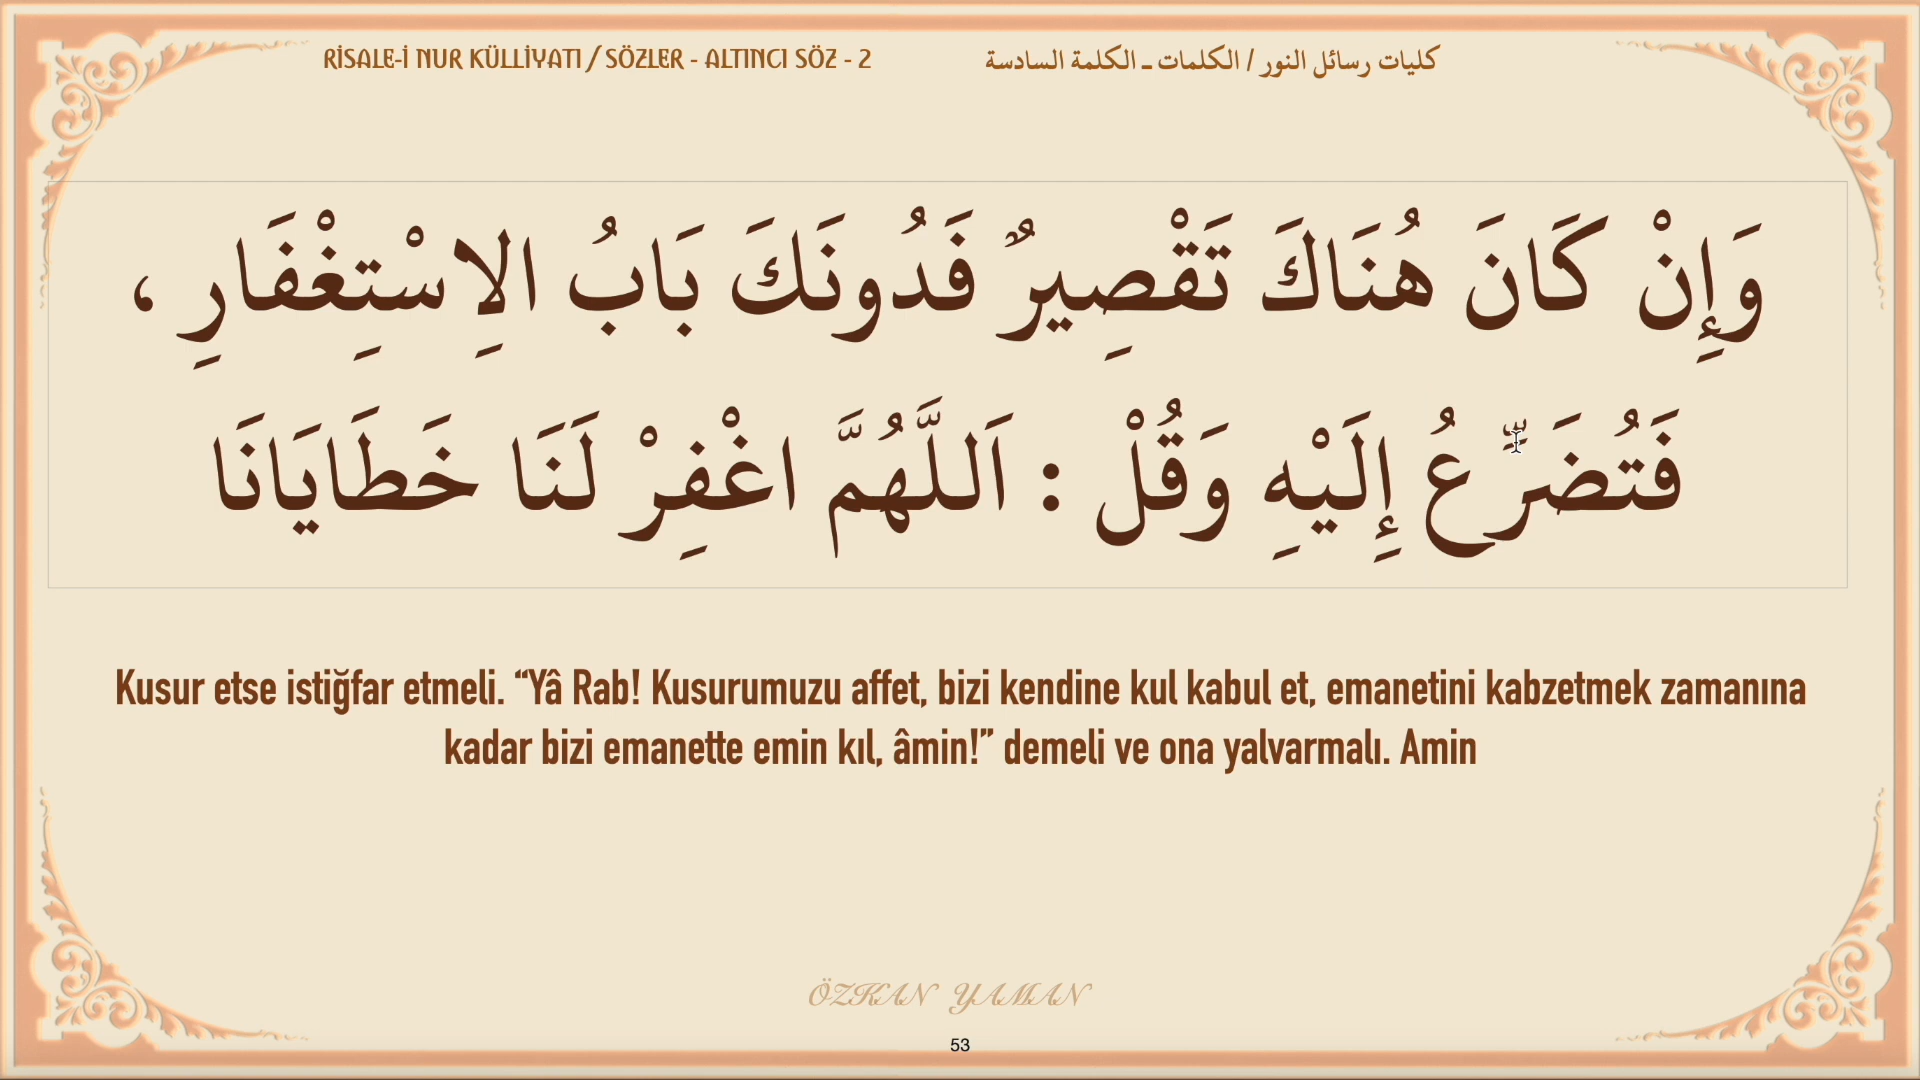 RİSALE-İ NUR KÜLLİYATI / SÖZLER - ALTINCI SÖZ - 2
كليات رسائل النور / الكلمات ـ الكلمة السادسة
وَإِنْ كَانَ هُنَاكَ تَقْصِيرٌ فَدُونَكَ بَابُ الاِسْتِغْفَارِ ،
فَتُضَرَّعُ إِلَيْهِ وَقُلْ : اَللَّهُمَّ اغْفِرْ لَنَا خَطَايَانَا
Kusur etse istiğfar etmeli. “Yâ Rab! Kusurumuzu affet, bizi kendine kul kabul et, emanetini kabzetmek zamanına
kadar bizi emanette emin kıl, âmin!” demeli ve ona yalvarmalı. Amin
ÖZKAN YAMAN
53